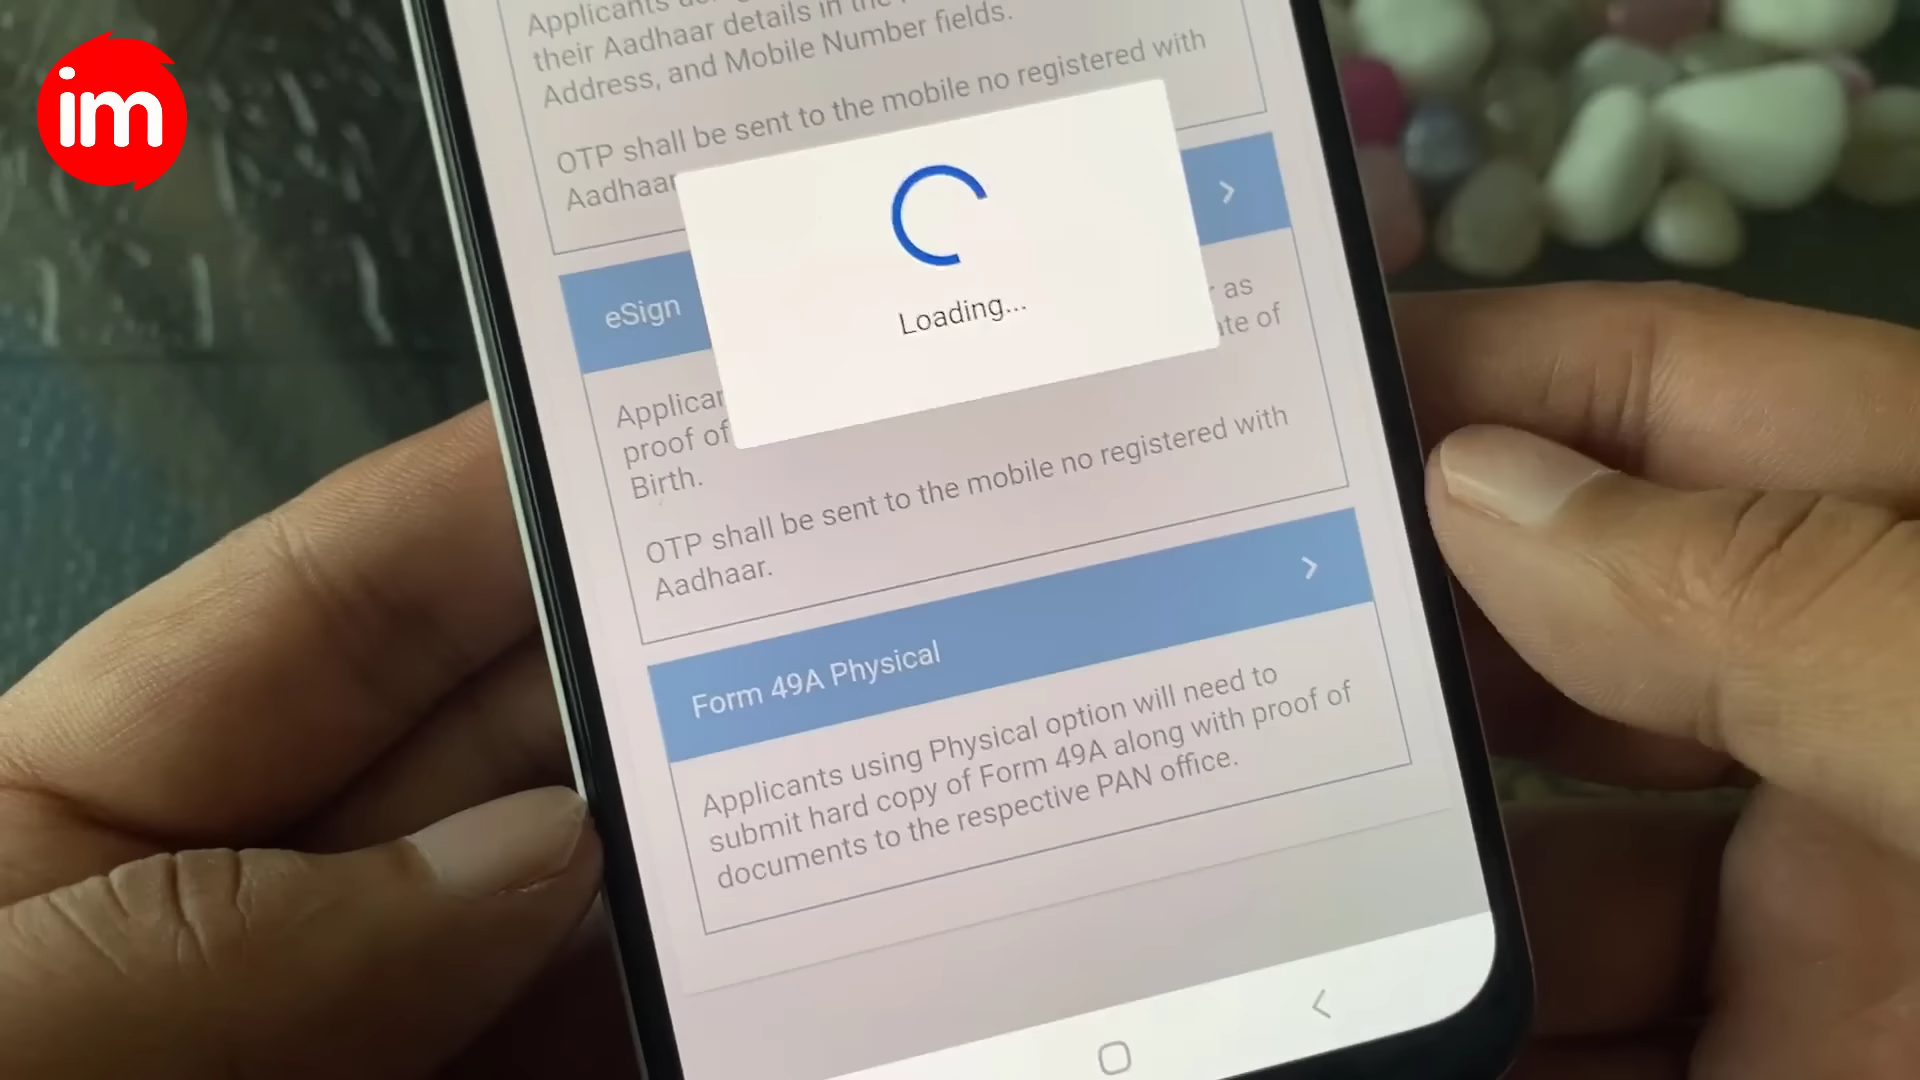 im
Applicants
their Aadhaar details in the
Address, and Mobile Number fields.
OTP shall be sent to the mobile no registered with
Aadhaar
Loading...
eSign
as
proof of
of
Birth.
OTP shall be sent to the mobile no registered with
Aadhaar.
Form 49A Physical
Applicants using Physical option will need to
submit hard copy of Form 49A along with proof of
documents to the respective PAN office.